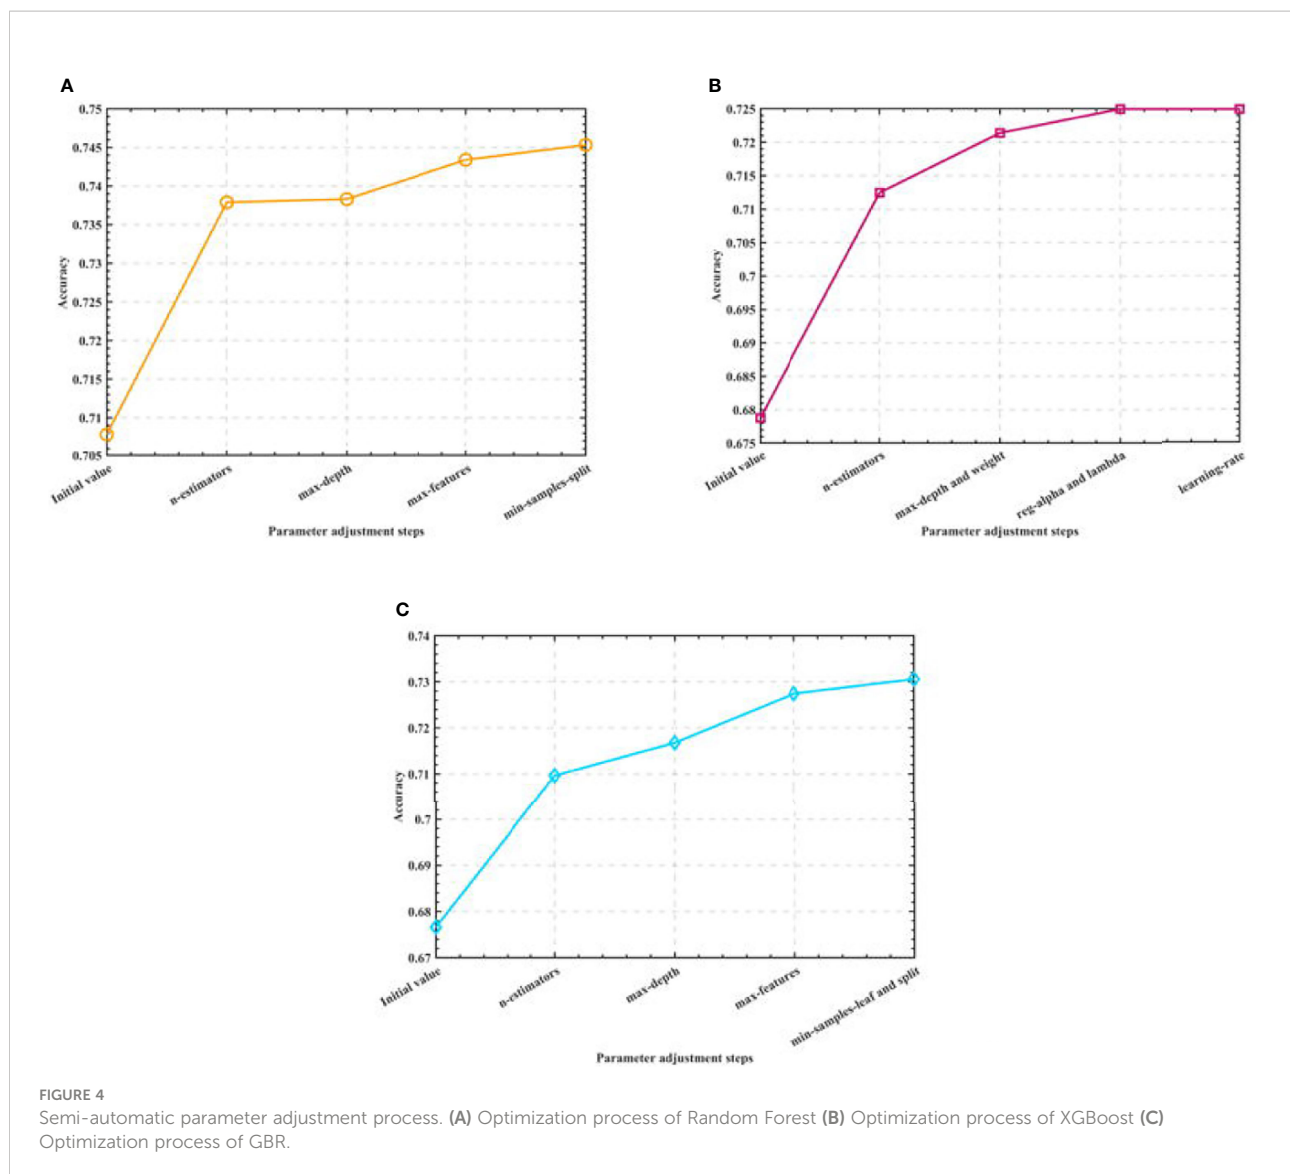 A
0.75
0.745
0.74
0.735
0.73
0.725
0.72
0.715
0.71
0.705
Accuracy
Initial value
n-estimators
max-depth
max-features
min-samples-split
Parameter adjustment steps
B
0.725
0.72
0.715
0.71
0.705
0.7
0.695
0.69
0.685
0.68
0.675
Accuracy
Initial value
n-estimators
max-depth and weight
reg-alpha and lambda
learning-rate
Parameter adjustment steps
C
0.74
0.73
0.72
0.71
0.7
0.69
0.68
0.67
Accuracy
Initial value
n-estimators
max-depth
max-features
min-samples-leaf and split
Parameter adjustment steps
FIGURE 4
Semi-automatic parameter adjustment process. (A) Optimization process of Random Forest (B) Optimization process of XGBoost (C)
Optimization process of GBR.